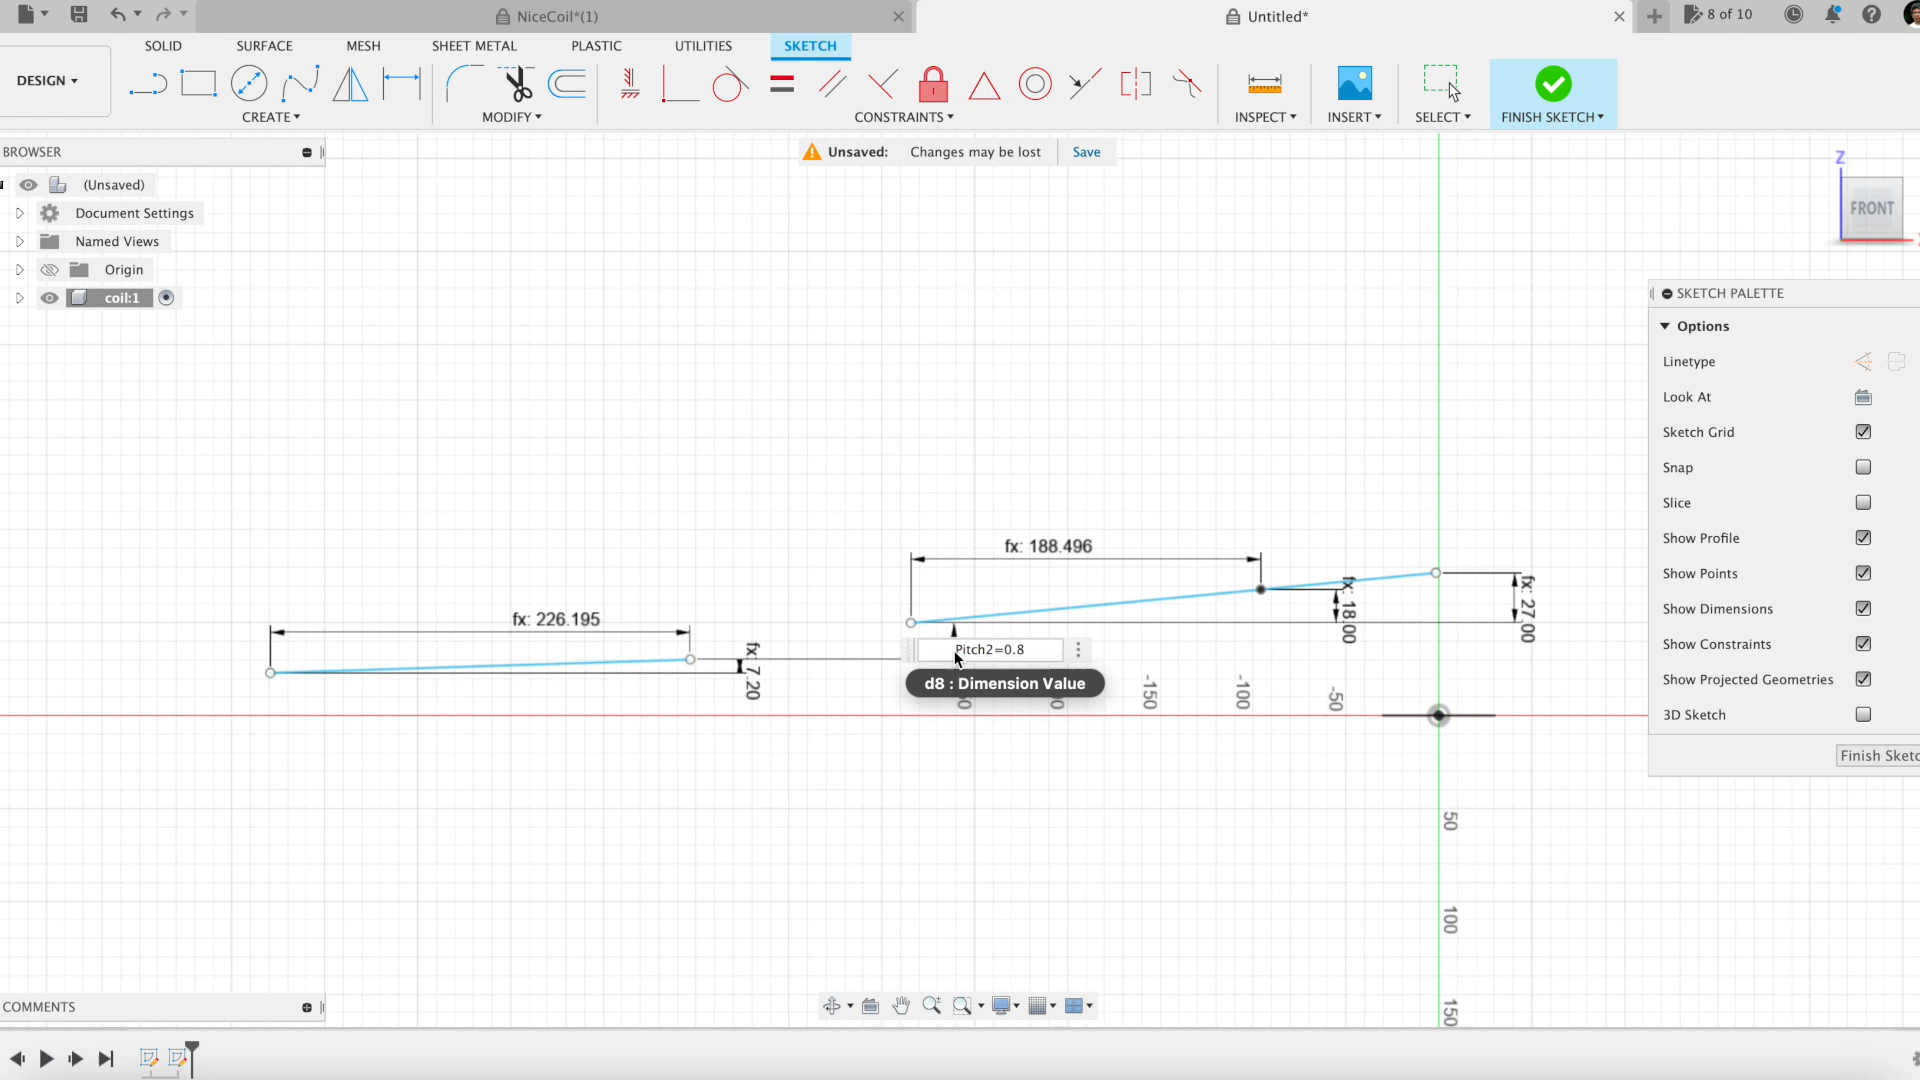 NiceCoil*(1)
Untitled*
8 of 10
SOLID
SURFACE
MESH
SHEET METAL
PLASTIC
UTILITIES
SKETCH
DESIGN
CREATE
MODIFY
CONSTRAINTS
INSPECT
INSERT
SELECT
FINISH SKETCH
BROWSER
Unsaved: Changes may be lost
Save
(Unsaved)
Document Settings
Named Views
Origin
coil:1
Z
FRONT
SKETCH PALETTE
Options
Linetype
Look At
Sketch Grid
Snap
Slice
Show Profile
Show Points
Show Dimensions
Show Constraints
Show Projected Geometries
3D Sketch
fx: 188.496
fx: 18.00
fx: 27.00
fx: 226.195
fx: 7.20
Pitch2=0.8
d8 : Dimension Value
-150
-100
-50
50
100
150
COMMENTS